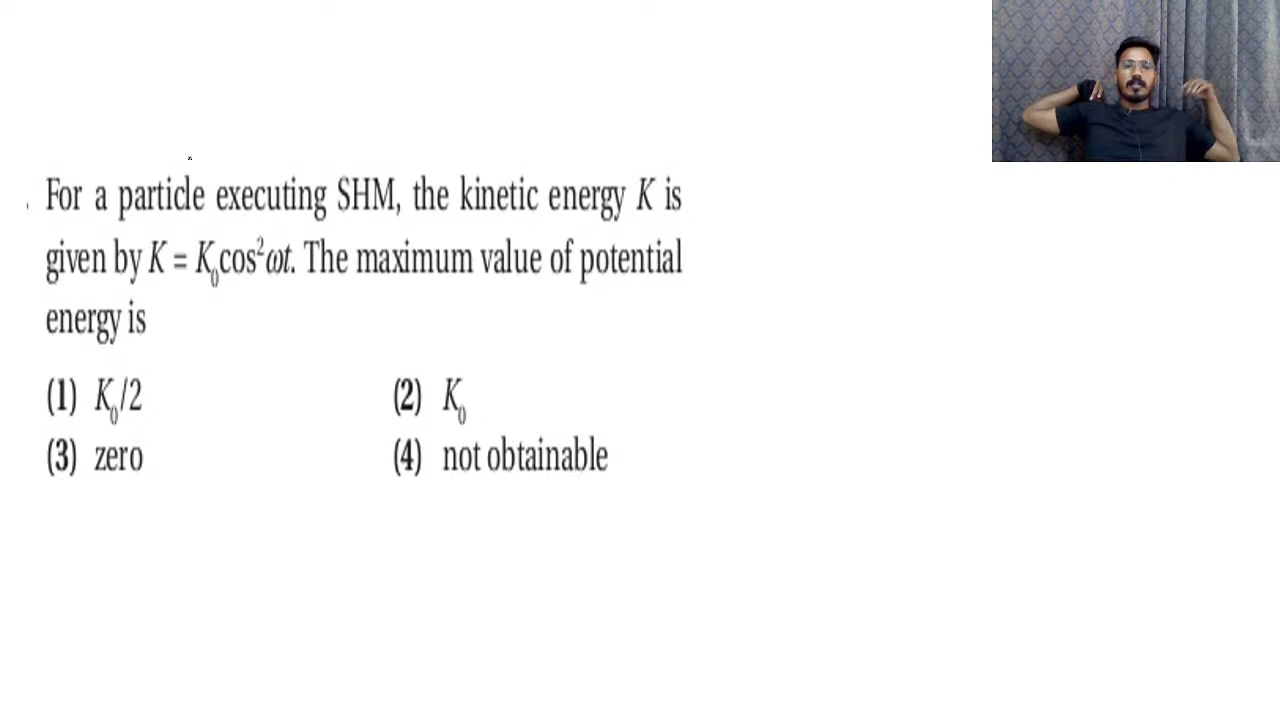 For a particle executing SHM, the kinetic energy K is
given by K = K₀cos²ωt. The maximum value of potential
energy is
(1) K₀/2 (2) K₀
(3) zero (4) not obtainable